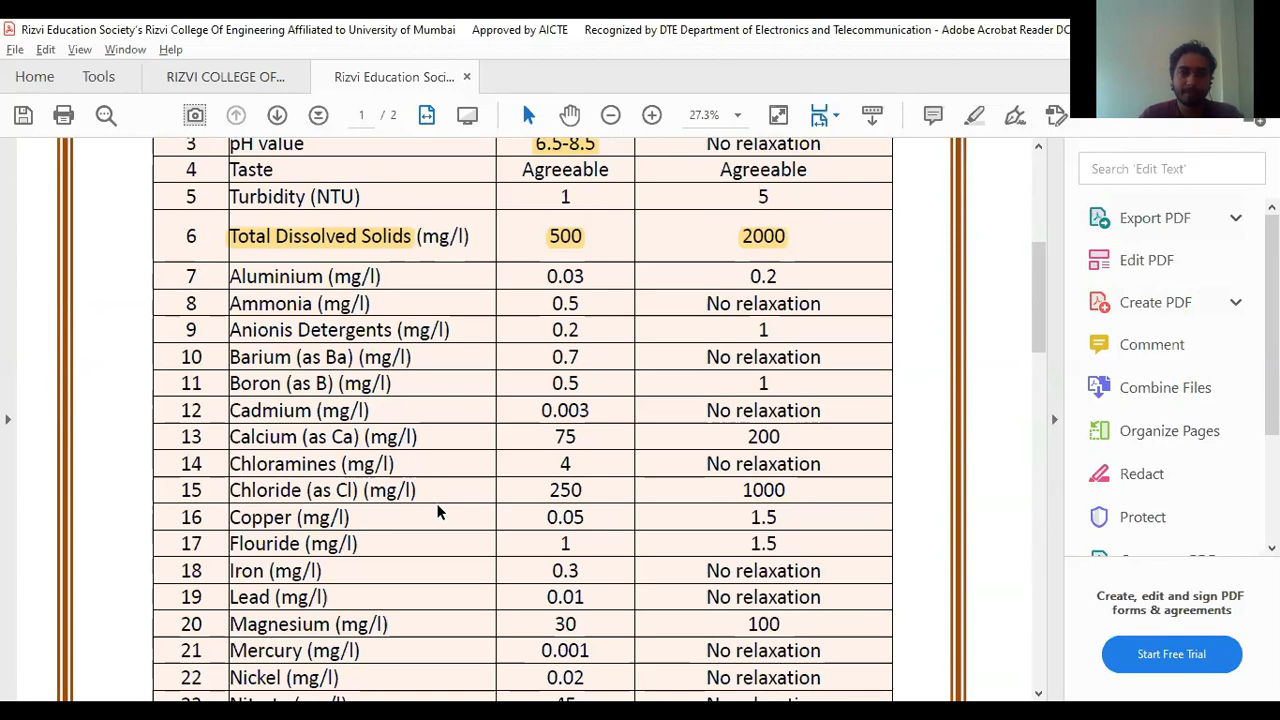 Rizvi Education Society's Rizvi College Of Engineering Affiliated to University of Mumbai Approved by AICTE Recognized by DTE Department of Electronics and Telecommunication - Adobe Acrobat Reader DC
File Edit View Window Help
Home Tools RIZVI COLLEGE OF... Rizvi Education Soci... ×
1 / 2 27.3%
3 pH value 6.5-8.5 No relaxation
4 Taste Agreeable Agreeable
5 Turbidity (NTU) 1 5
6 Total Dissolved Solids (mg/l) 500 2000
7 Aluminium (mg/l) 0.03 0.2
8 Ammonia (mg/l) 0.5 No relaxation
9 Anionis Detergents (mg/l) 0.2 1
10 Barium (as Ba) (mg/l) 0.7 No relaxation
11 Boron (as B) (mg/l) 0.5 1
12 Cadmium (mg/l) 0.003 No relaxation
13 Calcium (as Ca) (mg/l) 75 200
14 Chloramines (mg/l) 4 No relaxation
15 Chloride (as Cl) (mg/l) 250 1000
16 Copper (mg/l) 0.05 1.5
17 Flouride (mg/l) 1 1.5
18 Iron (mg/l) 0.3 No relaxation
19 Lead (mg/l) 0.01 No relaxation
20 Magnesium (mg/l) 30 100
21 Mercury (mg/l) 0.001 No relaxation
22 Nickel (mg/l) 0.02 No relaxation
Search 'Edit Text'
Export PDF
Edit PDF
Create PDF
Comment
Combine Files
Organize Pages
Redact
Protect
Create, edit and sign PDF
forms & agreements
Start Free Trial